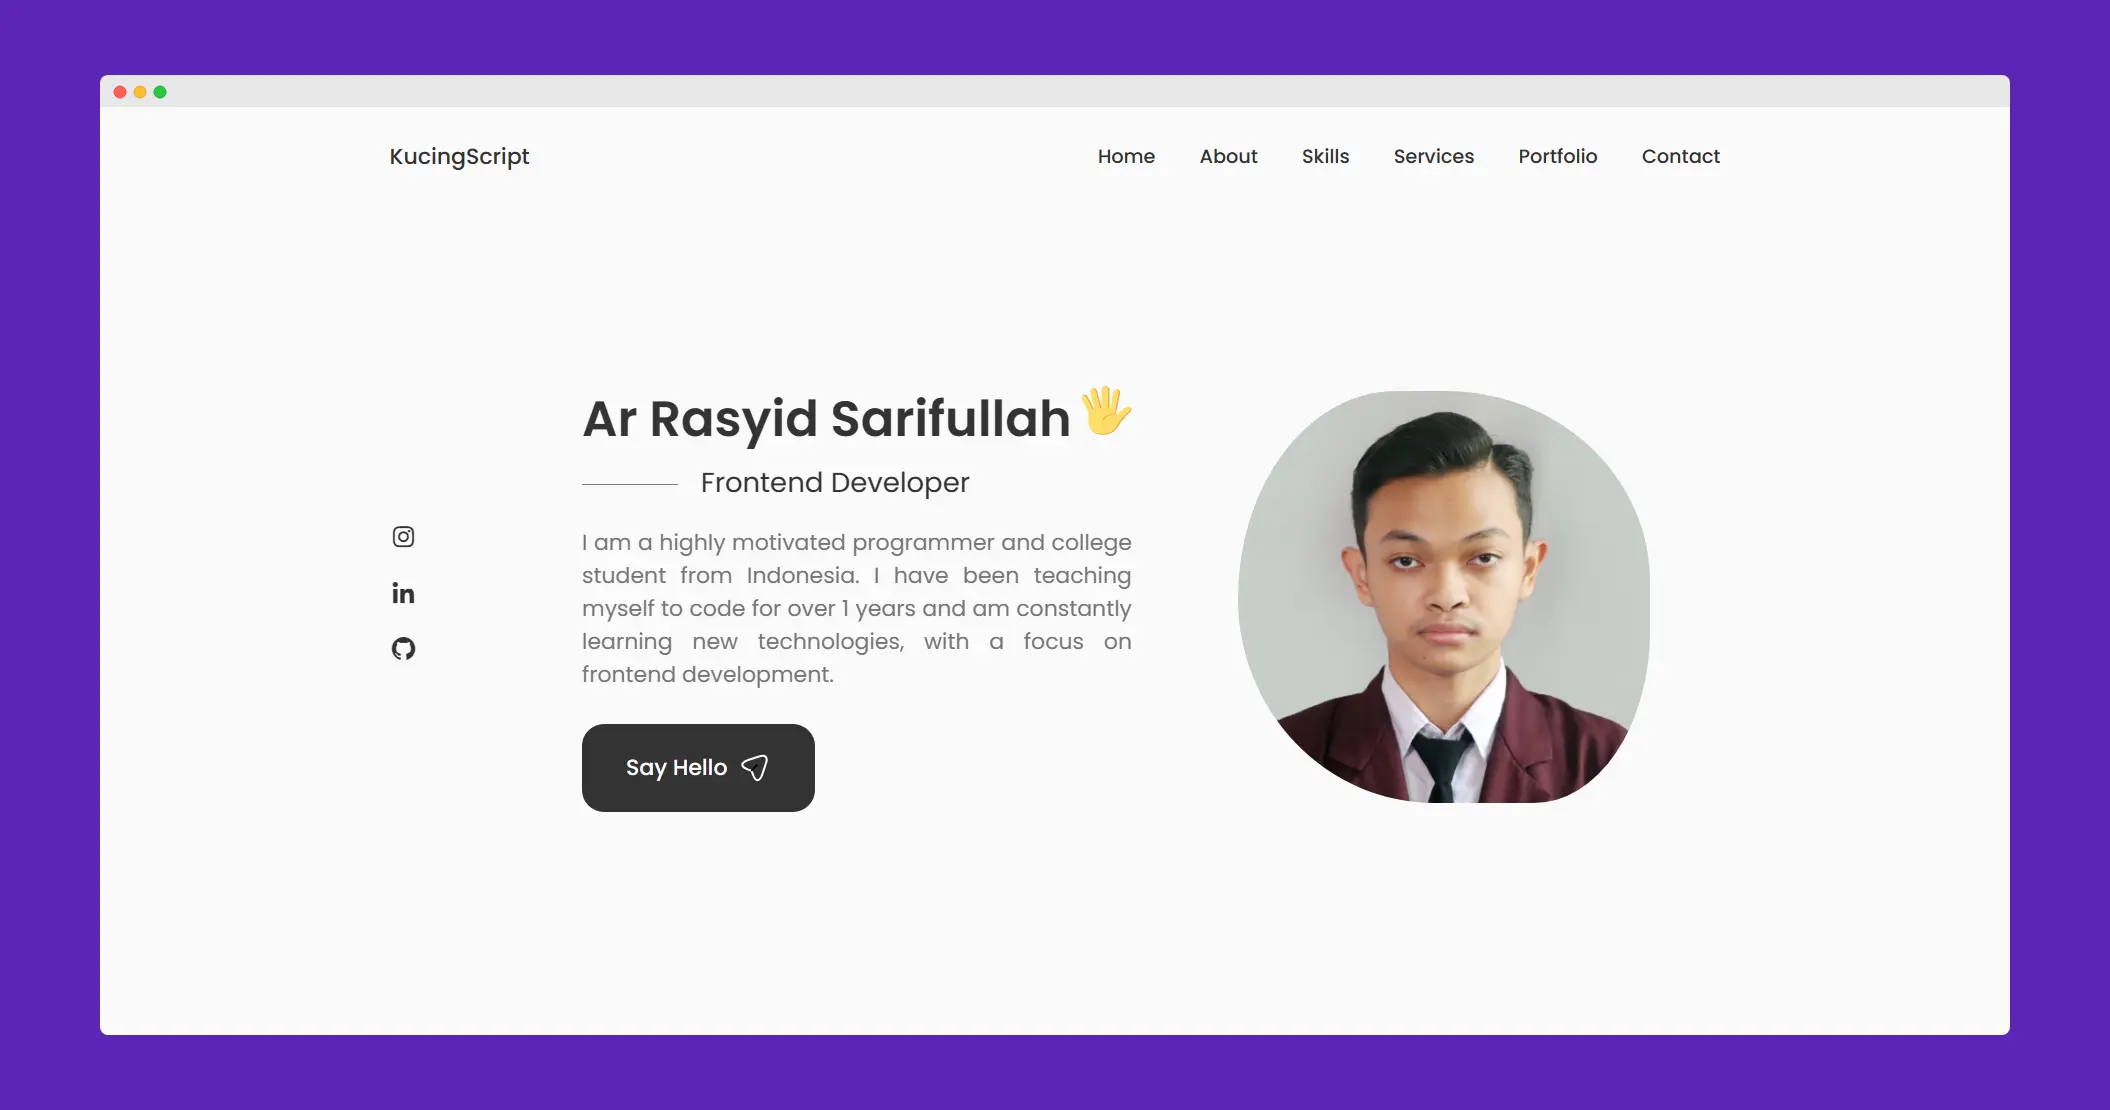 KucingScript
Home About Skills Services Portfolio Contact
Ar Rasyid Sarifullah 🖐
Frontend Developer
I am a highly motivated programmer and college
student from Indonesia. I have been teaching
myself to code for over 1 years and am constantly
learning new technologies, with a focus on
frontend development.
Say Hello